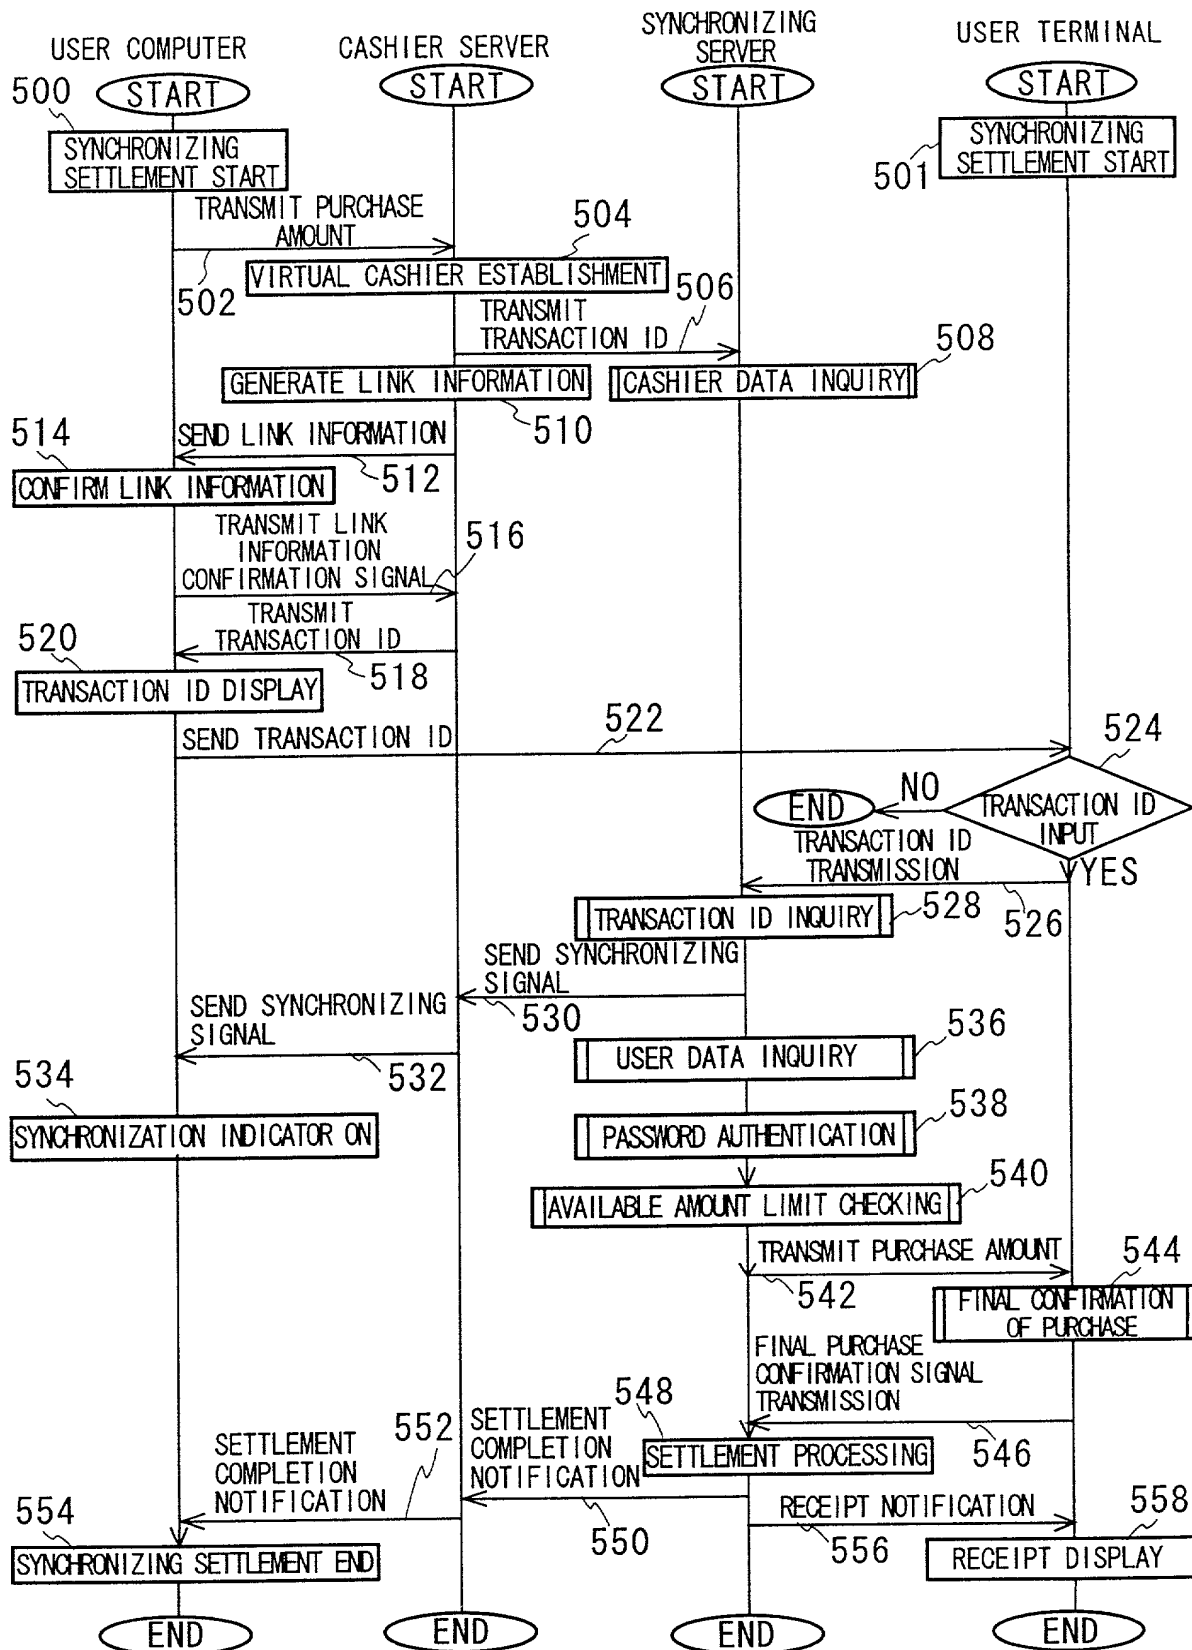 USER COMPUTER
CASHIER SERVER
SYNCHRONIZING
SERVER
USER TERMINAL
START
START
START
START
500
SYNCHRONIZING
SETTLEMENT START
SYNCHRONIZING
SETTLEMENT START
501
TRANSMIT PURCHASE
AMOUNT
502
504
VIRTUAL CASHIER ESTABLISHMENT
TRANSMIT
TRANSACTION ID
506
508
GENERATE LINK INFORMATION
CASHIER DATA INQUIRY
510
514
SEND LINK INFORMATION
512
CONFIRM LINK INFORMATION
TRANSMIT LINK
INFORMATION
CONFIRMATION SIGNAL
516
TRANSMIT
TRANSACTION ID
518
520
TRANSACTION ID DISPLAY
SEND TRANSACTION ID
522
524
TRANSACTION ID
INPUT
NO
END
YES
TRANSACTION ID
TRANSMISSION
526
TRANSACTION ID INQUIRY
528
SEND SYNCHRONIZING
SIGNAL
530
SEND SYNCHRONIZING
SIGNAL
532
534
SYNCHRONIZATION INDICATOR ON
USER DATA INQUIRY
536
PASSWORD AUTHENTICATION
538
AVAILABLE AMOUNT LIMIT CHECKING
540
TRANSMIT PURCHASE AMOUNT
542
544
FINAL CONFIRMATION
OF PURCHASE
FINAL PURCHASE
CONFIRMATION SIGNAL
TRANSMISSION
546
548
SETTLEMENT PROCESSING
SETTLEMENT
COMPLETION
NOTIFICATION
550
552
SETTLEMENT
COMPLETION
NOTIFICATION
554
SYNCHRONIZING SETTLEMENT END
RECEIPT NOTIFICATION
556
558
RECEIPT DISPLAY
END
END
END
END